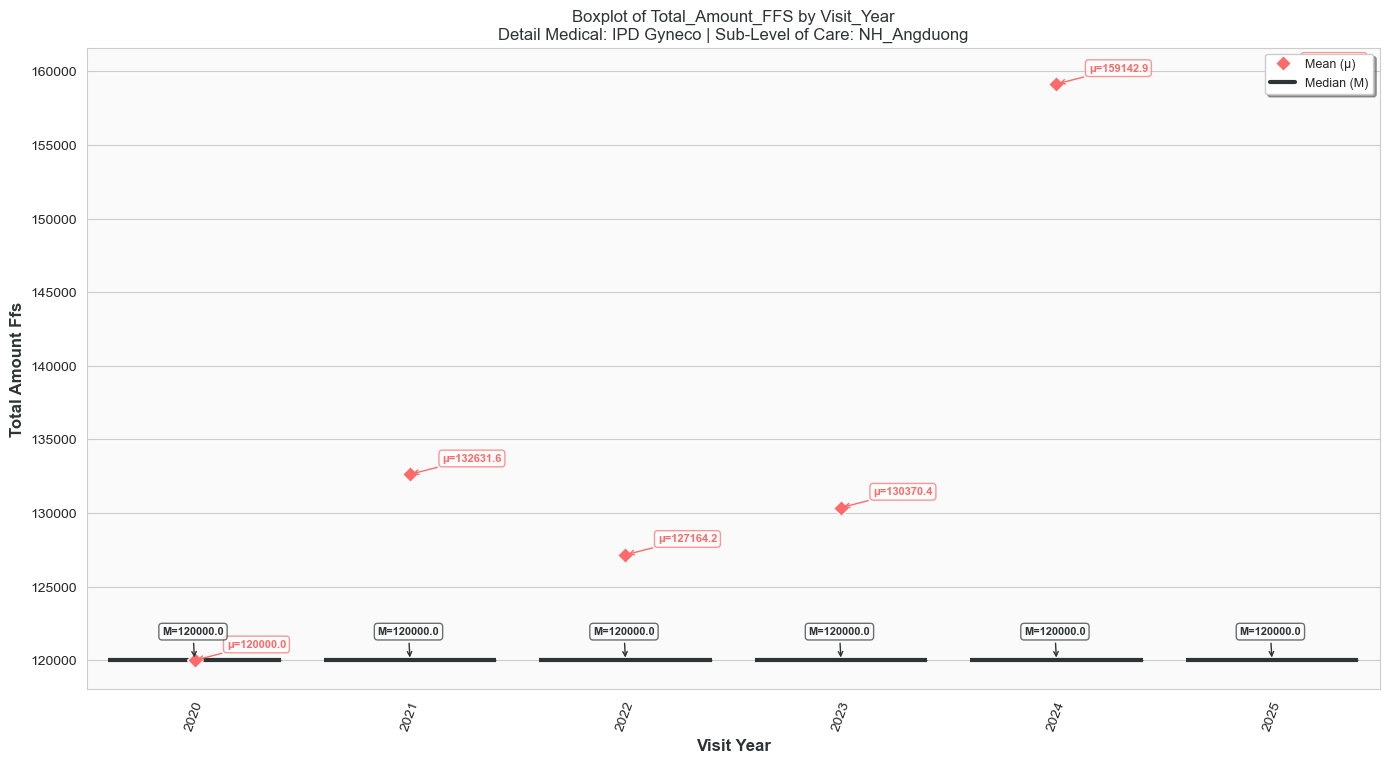 Boxplot of Total_Amount_FFS by Visit_Year
Detail Medical: IPD Gyneco | Sub-Level of Care: NH_Angduong
Mean (μ)
Median (M)
Total Amount Ffs
160000
155000
150000
145000
140000
135000
130000
125000
120000
μ=159142.9
μ=132631.6
μ=130370.4
μ=127164.2
μ=120000.0
M=120000.0
M=120000.0
M=120000.0
M=120000.0
M=120000.0
M=120000.0
2020
2021
2022
2023
2024
2025
Visit Year